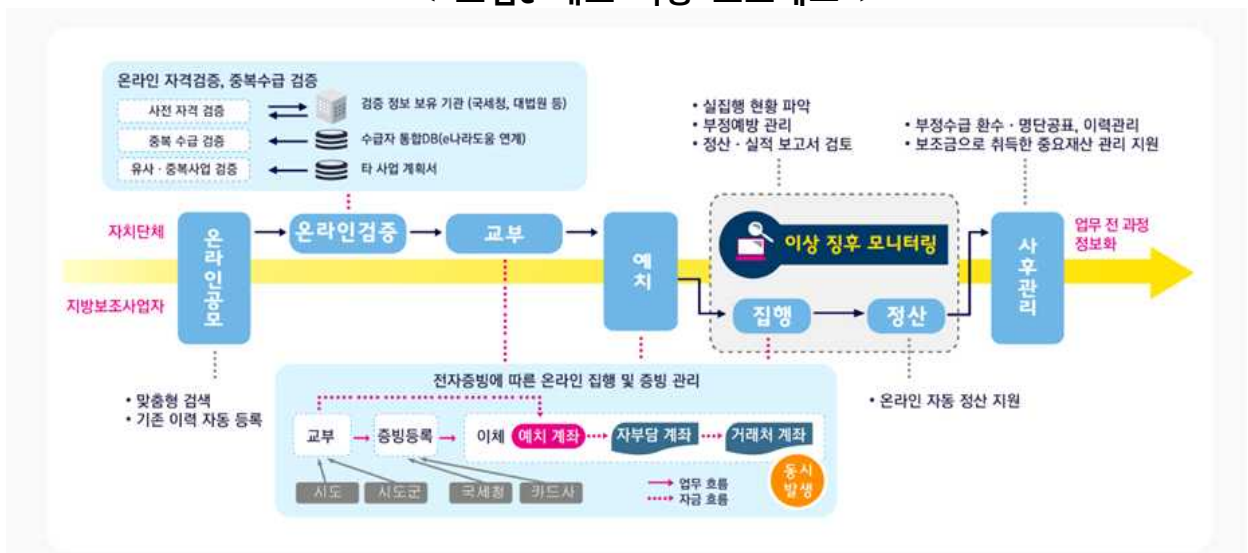 온라인 자격검증, 중복수급 검증
사전 자격 검증
검증 정보 보유 기관 (국세청, 대법원 등)
중복 수급 검증
수급자 통합DB(e나라도움 연계)
유사 · 중복사업 검증
타 사업 계획서
• 실집행 현황 파악
• 부정예방 관리
• 정산 · 실적 보고서 검토
• 부정수급 환수 · 명단공표, 이력관리
• 보조금으로 취득한 중요재산 관리 지원
자치단체
지방보조사업자
온라인공모
온라인검증
교부
예치
이상 징후 모니터링
집행
정산
사후관리
업무 전 과정
정보화
• 맞춤형 검색
• 기존 이력 자동 등록
• 온라인 자동 정산 지원
전자증빙에 따른 온라인 집행 및 증빙 관리
교부
증빙등록
이체
예치 계좌
자부담 계좌
거래처 계좌
동시
발생
시도
시도군
국세청
카드사
업무 흐름
자금 흐름